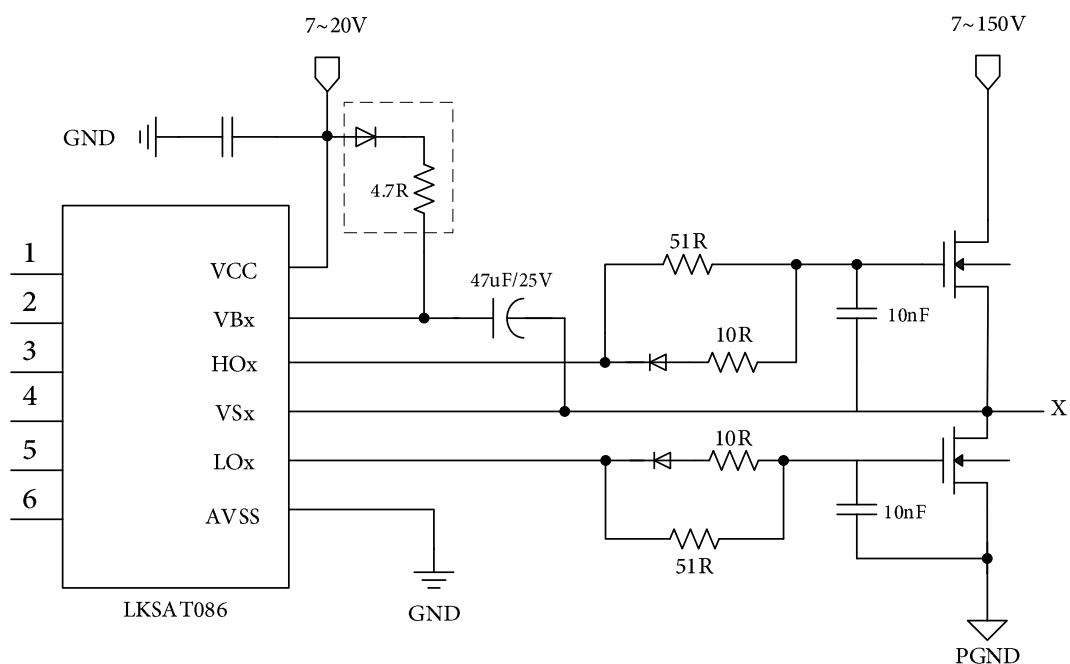 7~20V
7~150V
GND
4.7R
1
2
3
4
5
6
VCC
VBx
HOx
VSx
LOx
AVSS
47uF/25V
51R
10R
10nF
X
10R
51R
10nF
LKSAT086
GND
PGND